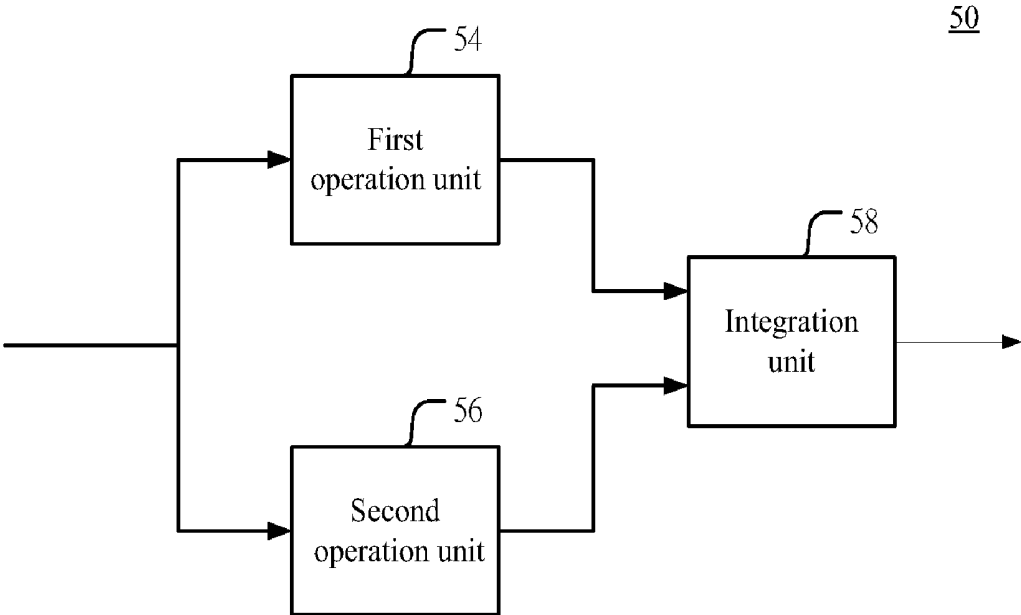 50
54
First
operation unit
58
Integration
unit
56
Second
operation unit